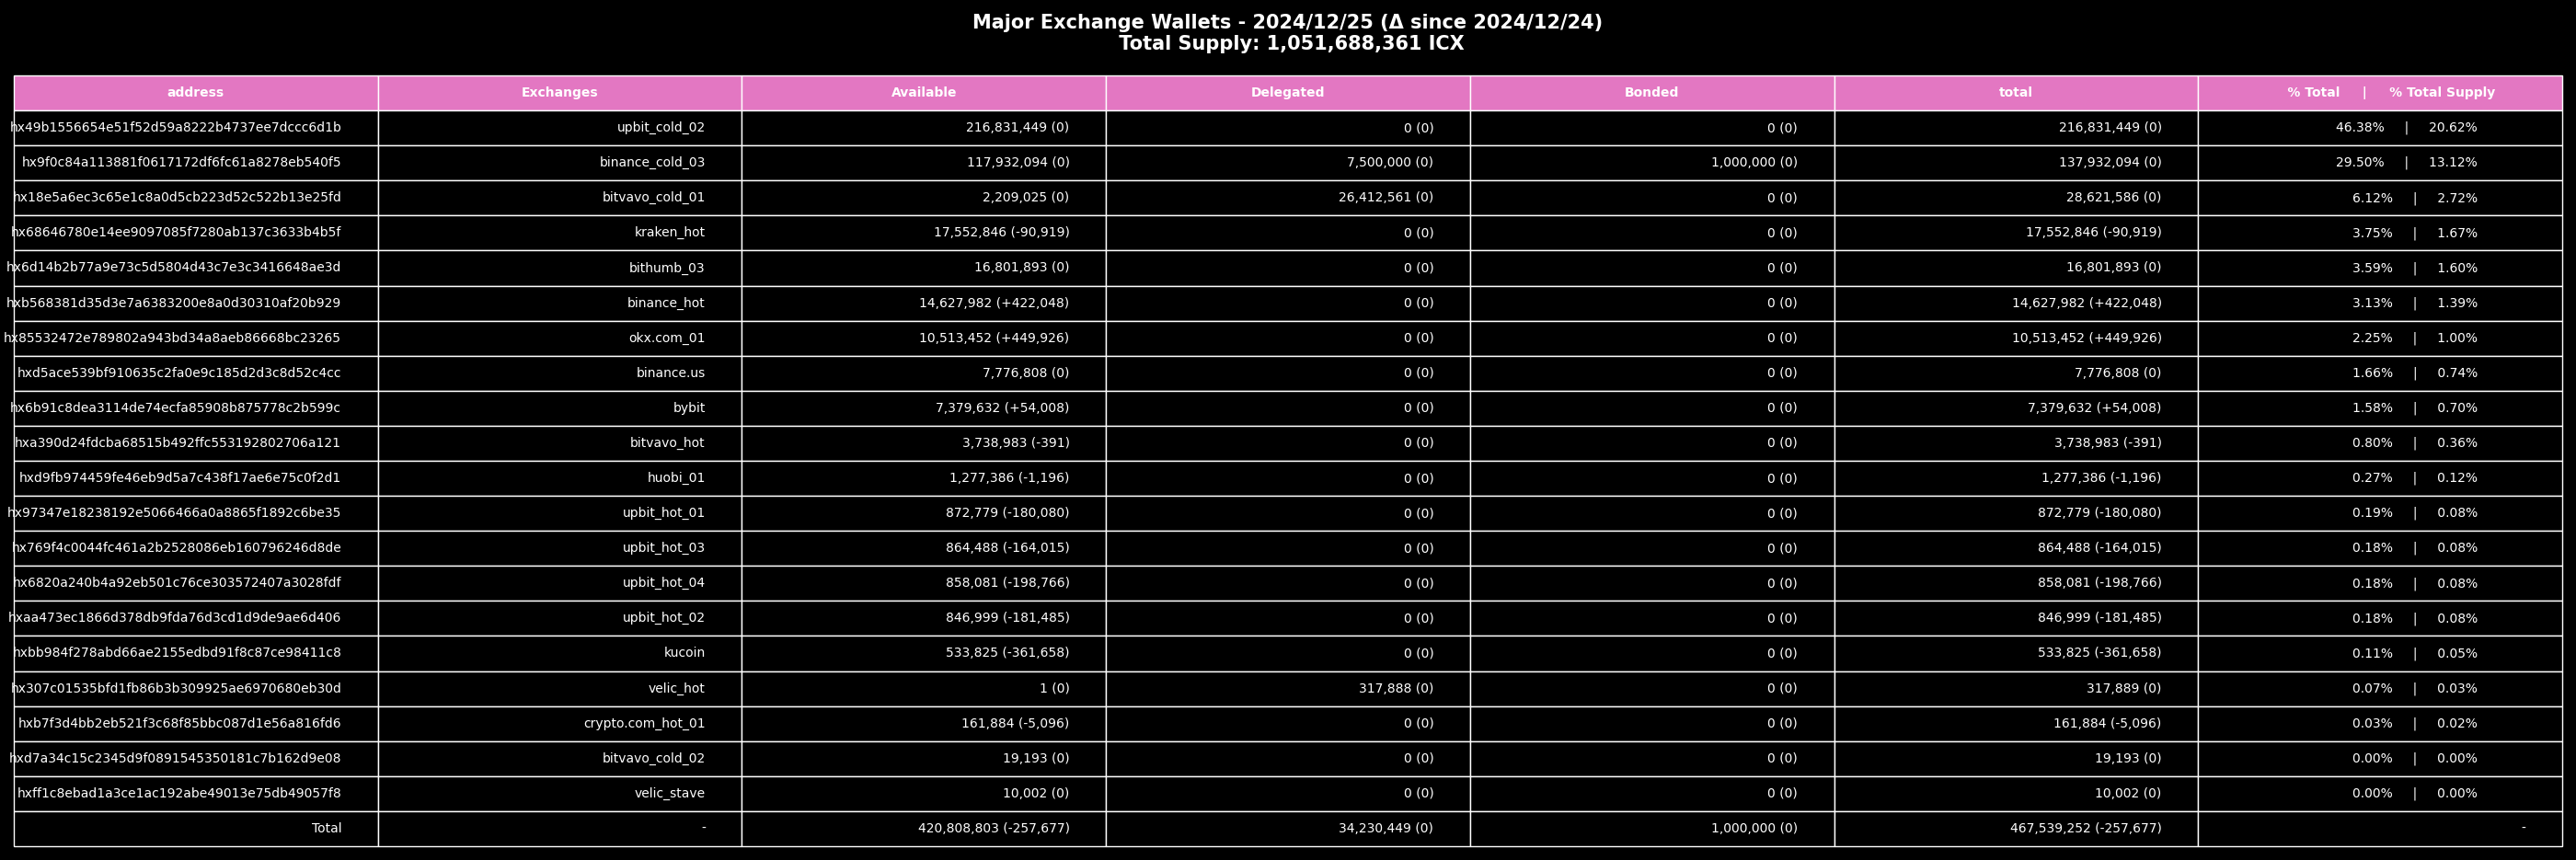 Major Exchange Wallets - 2024/12/25 (Δ since 2024/12/24)
Total Supply: 1,051,688,361 ICX
address Exchanges Available Delegated Bonded total % Total | % Total Supply
hx49b1556654e51f52d59a8222b4737ee7dccc6d1b upbit_cold_02 216,831,449 (0) 0 (0) 0 (0) 216,831,449 (0) 46.38% | 20.62%
hx9f0c84a113881f0617172df6fc61a8278eb540f5 binance_cold_03 117,932,094 (0) 7,500,000 (0) 1,000,000 (0) 137,932,094 (0) 29.50% | 13.12%
hx18e5a6ec3c65e1c8a0d5cb223d52c522b13e25fd bitvavo_cold_01 2,209,025 (0) 26,412,561 (0) 0 (0) 28,621,586 (0) 6.12% | 2.72%
hx68646780e14ee9097085f7280ab137c3633b4b5f kraken_hot 17,552,846 (-90,919) 0 (0) 0 (0) 17,552,846 (-90,919) 3.75% | 1.67%
hx6d14b2b77a9e73c5d5804d43c7e3c3416648ae3d bithumb_03 16,801,893 (0) 0 (0) 0 (0) 16,801,893 (0) 3.59% | 1.60%
hxb568381d35d3e7a6383200e8a0d30310af20b929 binance_hot 14,627,982 (+422,048) 0 (0) 0 (0) 14,627,982 (+422,048) 3.13% | 1.39%
hx85532472e789802a943bd34a8aeb86668bc23265 okx.com_01 10,513,452 (+449,926) 0 (0) 0 (0) 10,513,452 (+449,926) 2.25% | 1.00%
hxd5ace539bf910635c2fa0e9c185d2d3c8d52c4cc binance.us 7,776,808 (0) 0 (0) 0 (0) 7,776,808 (0) 1.66% | 0.74%
hx6b91c8dea3114de74ecfa85908b875778c2b599c bybit 7,379,632 (+54,008) 0 (0) 0 (0) 7,379,632 (+54,008) 1.58% | 0.70%
hxa390d24fdcba68515b492ffc553192802706a121 bitvavo_hot 3,738,983 (-391) 0 (0) 0 (0) 3,738,983 (-391) 0.80% | 0.36%
hxd9fb974459fe46eb9d5a7c438f17ae6e75c0f2d1 huobi_01 1,277,386 (-1,196) 0 (0) 0 (0) 1,277,386 (-1,196) 0.27% | 0.12%
hx97347e18238192e5066466a0a8865f1892c6be35 upbit_hot_01 872,779 (-180,080) 0 (0) 0 (0) 872,779 (-180,080) 0.19% | 0.08%
hx769f4c0044fc461a2b2528086eb160796246d8de upbit_hot_03 864,488 (-164,015) 0 (0) 0 (0) 864,488 (-164,015) 0.18% | 0.08%
hx6820a240b4a92eb501c76ce303572407a3028fdf upbit_hot_04 858,081 (-198,766) 0 (0) 0 (0) 858,081 (-198,766) 0.18% | 0.08%
hxaa473ec1866d378db9fda76d3cd1d9de9ae6d406 upbit_hot_02 846,999 (-181,485) 0 (0) 0 (0) 846,999 (-181,485) 0.18% | 0.08%
hxbb984f278abd66ae2155edbd91f8c87ce98411c8 kucoin 533,825 (-361,658) 0 (0) 0 (0) 533,825 (-361,658) 0.11% | 0.05%
hx307c01535bfd1fb86b3b309925ae6970680eb30d velic_hot 1 (0) 317,888 (0) 0 (0) 317,889 (0) 0.07% | 0.03%
hxb7f3d4bb2eb521f3c68f85bbc087d1e56a816fd6 crypto.com_hot_01 161,884 (-5,096) 0 (0) 0 (0) 161,884 (-5,096) 0.03% | 0.02%
hxd7a34c15c2345d9f0891545350181c7b162d9e08 bitvavo_cold_02 19,193 (0) 0 (0) 0 (0) 19,193 (0) 0.00% | 0.00%
hxff1c8ebad1a3ce1ac192abe49013e75db49057f8 velic_stave 10,002 (0) 0 (0) 0 (0) 10,002 (0) 0.00% | 0.00%
Total - 420,808,803 (-257,677) 34,230,449 (0) 1,000,000 (0) 467,539,252 (-257,677) -